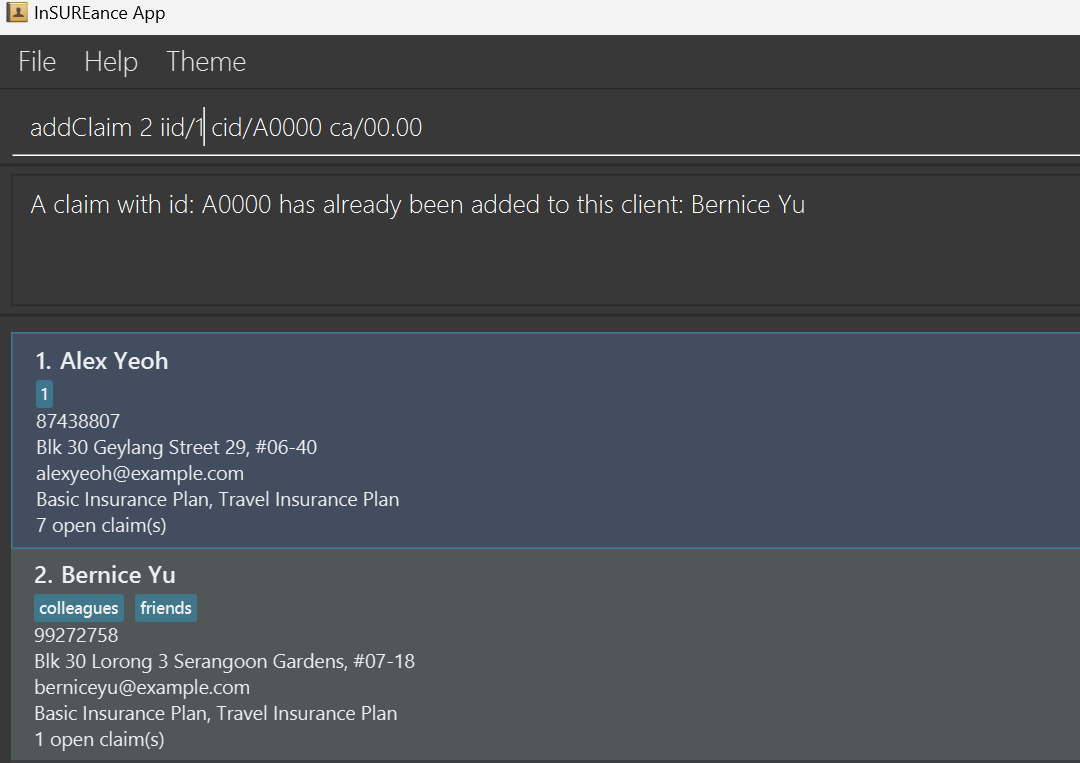 InSUREance App
File Help Theme
addClaim 2 iid/1 cid/A0000 ca/00.00
A claim with id: A0000 has already been added to this client: Bernice Yu
1. Alex Yeoh
1
87438807
Blk 30 Geylang Street 29, #06-40
alexyeoh@example.com
Basic Insurance Plan, Travel Insurance Plan
7 open claim(s)
2. Bernice Yu
colleagues friends
99272758
Blk 30 Lorong 3 Serangoon Gardens, #07-18
berniceyu@example.com
Basic Insurance Plan, Travel Insurance Plan
1 open claim(s)